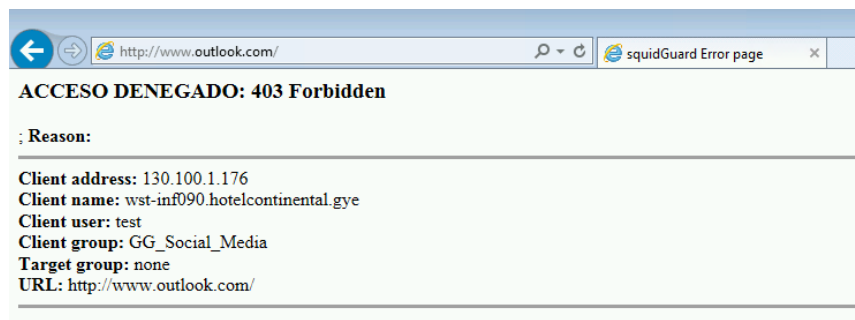 http://www.outlook.com/
squidGuard Error page
ACCESO DENEGADO: 403 Forbidden
; Reason:
Client address: 130.100.1.176
Client name: wst-inf090.hotelcontinental.gye
Client user: test
Client group: GG_Social_Media
Target group: none
URL: http://www.outlook.com/